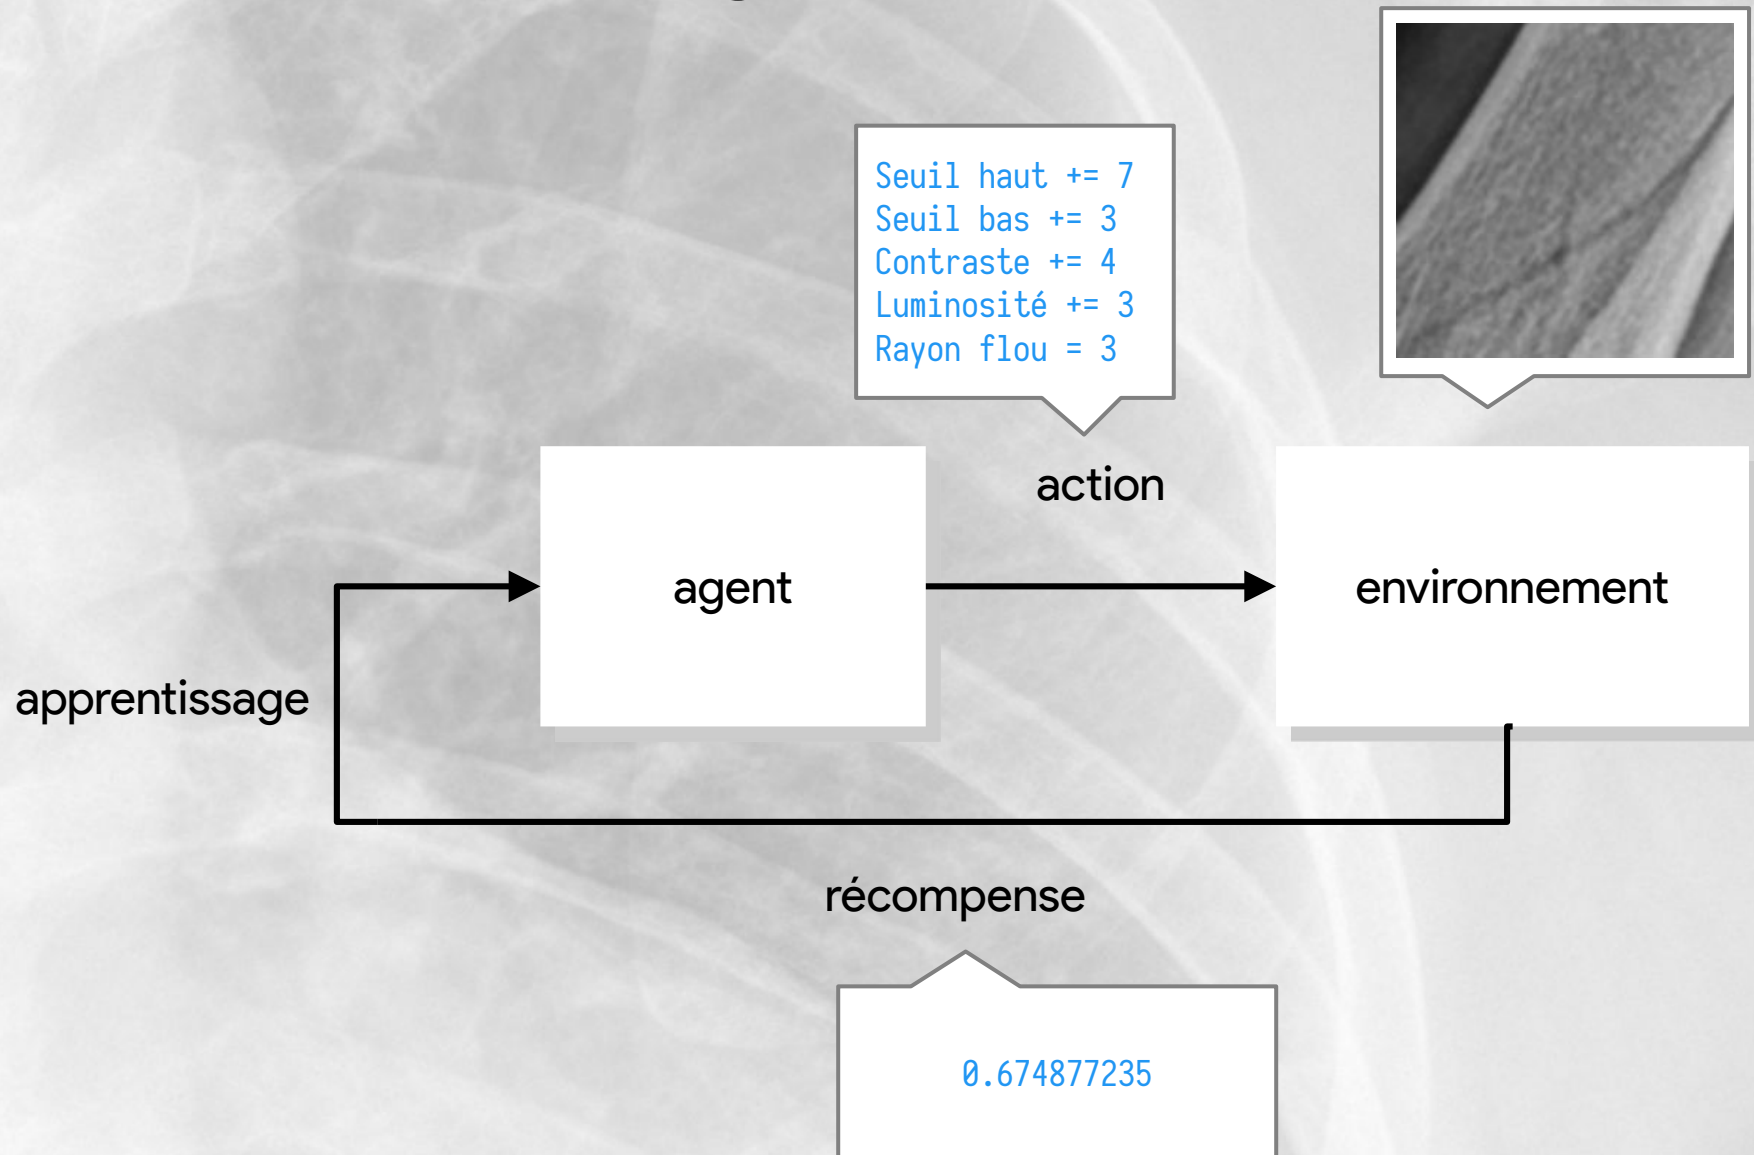 Seuil haut += 7
Seuil bas += 3
Contraste += 4
Luminosité += 3
Rayon flou = 3
action
agent
environnement
apprentissage
récompense
0.674877235